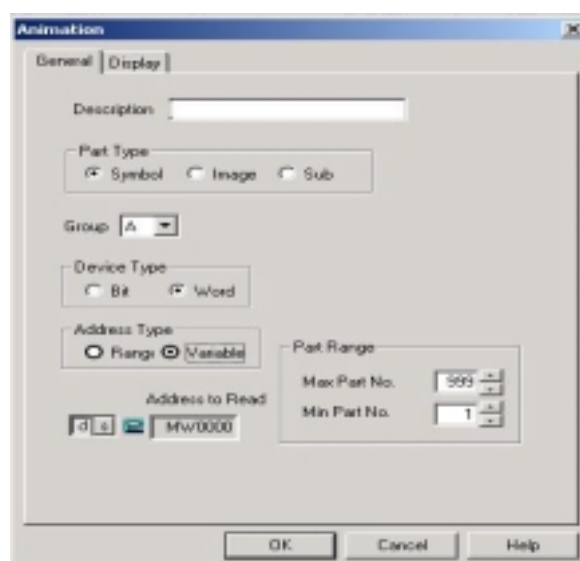 Animation
General Display
Description
Part Type
Symbol Image Sub
Group A
Device Type
Bit Word
Address Type
Range Variable
Part Range
Max Part No. 999
Address to Read
Min Part No. 1
d s MW0000
OK Cancel Help